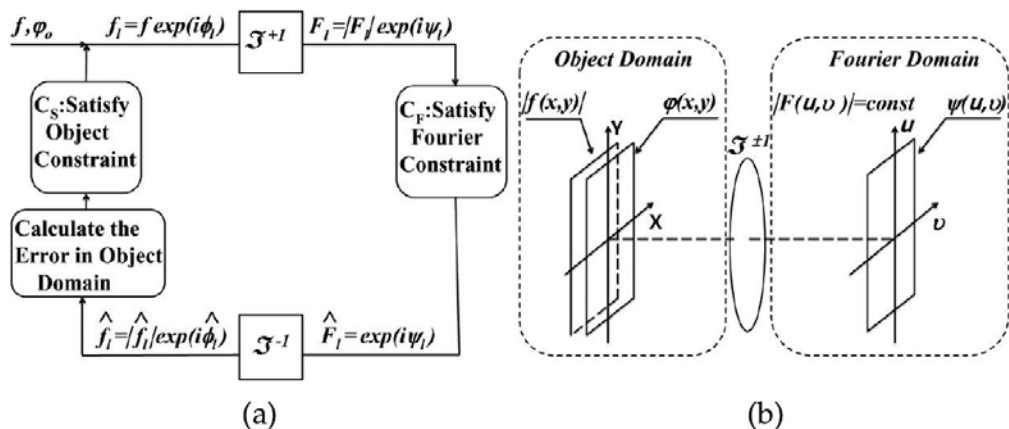 f,φₒ
f_l=f exp(iϕ_l)
ℑ⁺¹
F_l=|F_l|exp(iψ_l)
C_S:Satisfy
Object
Constraint
C_F:Satisfy
Fourier
Constraint
Calculate the
Error in Object
Domain
f̂_l=|f̂_l|exp(iϕ̂_l)
ℑ⁻¹
F̂_l=exp(iψ_l)
(a)
Object Domain
|f(x,y)|
φ(x,y)
Y
X
ℑ^±1
Fourier Domain
|F(u,υ)|=const
ψ(u,υ)
u
υ
(b)